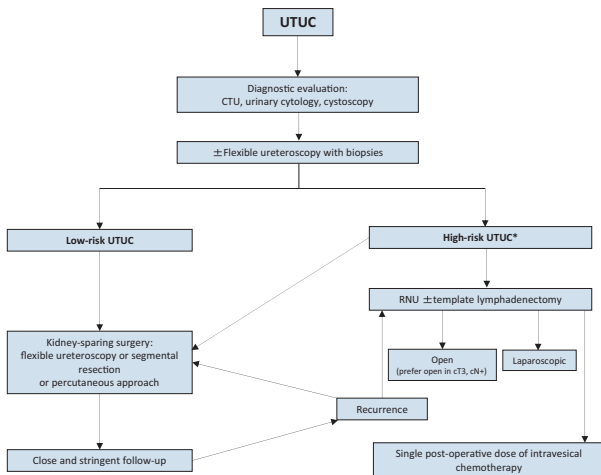 UTUC
Diagnostic evaluation:
CTU, urinary cytology, cystoscopy
±Flexible ureteroscopy with biopsies
Low-risk UTUC
High-risk UTUC*
RNU ±template lymphadenectomy
Kidney-sparing surgery:
flexible ureteroscopy or segmental
resection
or percutaneous approach
Open
(prefer open in cT3, cN+)
Laparoscopic
Recurrence
Close and stringent follow-up
Single post-operative dose of intravesical
chemotherapy